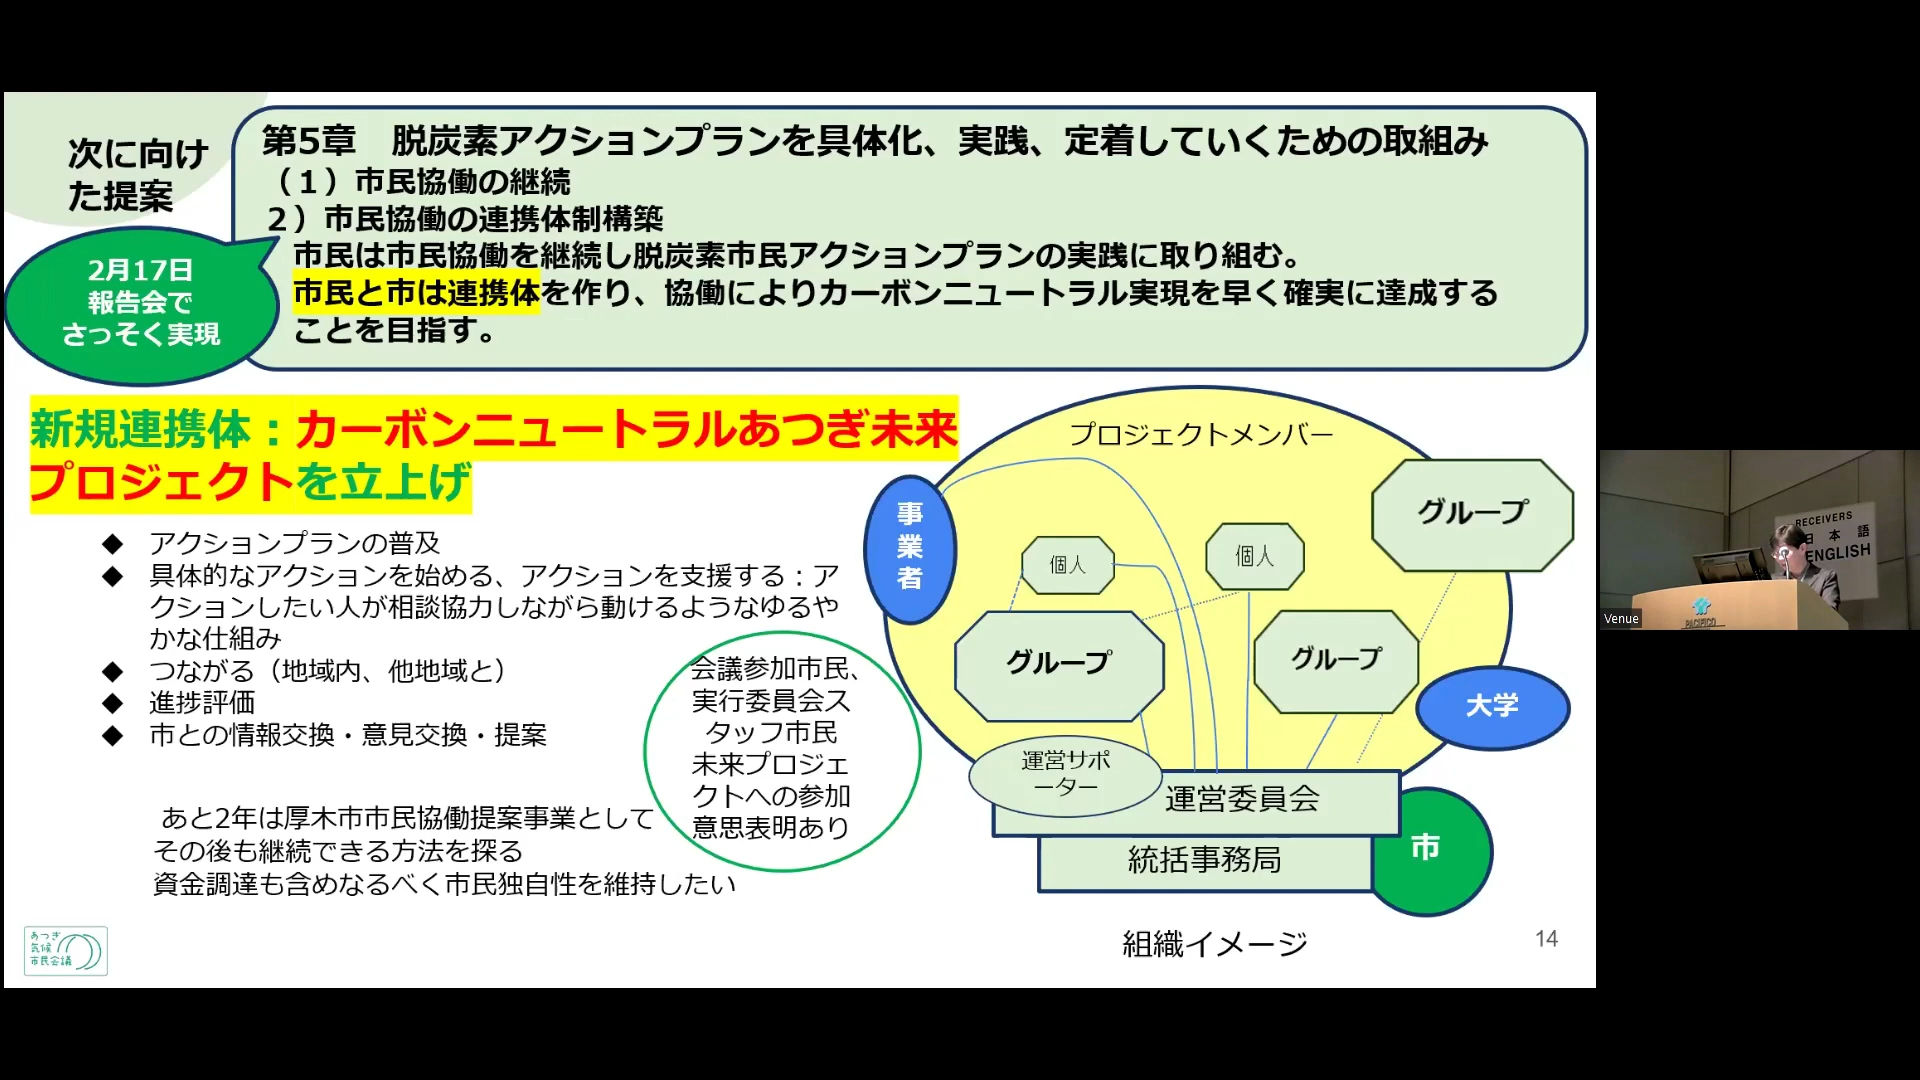 次に向け
た提案
第5章　脱炭素アクションプランを具体化、実践、定着していくための取組み
（１）市民協働の継続
２）市民協働の連携体制構築
市民は市民協働を継続し脱炭素市民アクションプランの実践に取り組む。
市民と市は連携体を作り、協働によりカーボンニュートラル実現を早く確実に達成する
ことを目指す。
2月17日
報告会で
さっそく実現
新規連携体：カーボンニュートラルあつぎ未来
プロジェクトを立上げ
◆ アクションプランの普及
◆ 具体的なアクションを始める、アクションを支援する：ア
クションしたい人が相談協力しながら動けるようなゆるや
かな仕組み
◆ つながる（地域内、他地域と）
◆ 進捗評価
◆ 市との情報交換・意見交換・提案
あと2年は厚木市市民協働提案事業として
その後も継続できる方法を探る
資金調達も含めなるべく市民独自性を維持したい
会議参加市民、
実行委員会ス
タッフ市民
未来プロジェ
クトへの参加
意思表明あり
プロジェクトメンバー
事
業
者
個人
個人
グループ
グループ
グループ
大学
運営サポ
ーター
運営委員会
統括事務局
市
組織イメージ
14
あつぎ
気候
市民会議
RECEIVERS
日本語
ENGLISH
PACIFICO
Venue